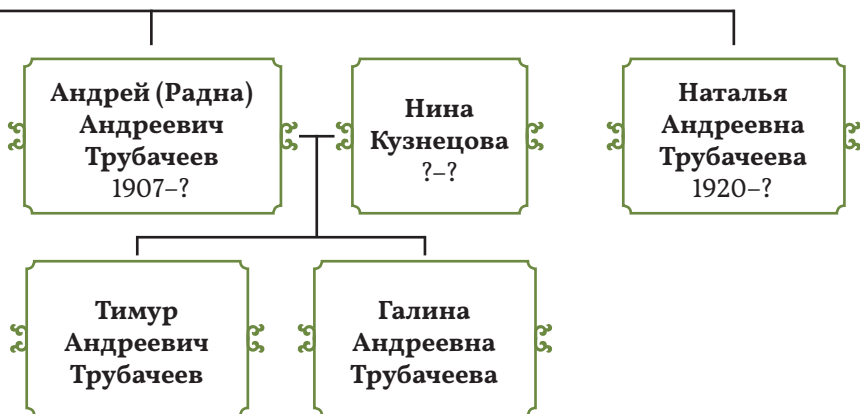 Андрей (Радна)
Андреевич
Трубачеев
1907–?
Нина
Кузнецова
?–?
Наталья
Андреевна
Трубачеева
1920–?
Тимур
Андреевич
Трубачеев
Галина
Андреевна
Трубачеева